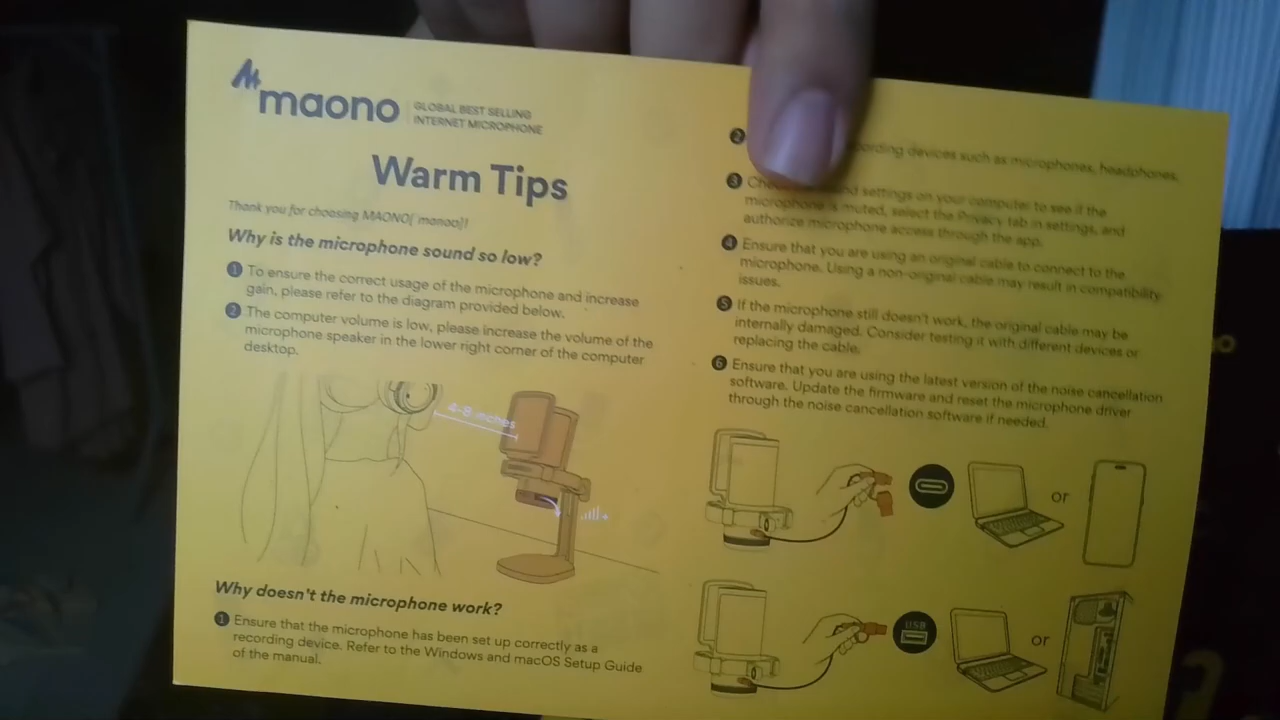 maono
GLOBAL BEST SELLING
INTERNET MICROPHONE
Warm Tips
Thank you for choosing MAONO( manao)!
Why is the microphone sound so low?
1 To ensure the correct usage of the microphone and increase
gain, please refer to the diagram provided below.
2 The computer volume is low, please increase the volume of the
microphone speaker in the lower right corner of the computer
desktop.
4-8 inches
Why doesn't the microphone work?
1 Ensure that the microphone has been set up correctly as a
recording device. Refer to the Windows and macOS Setup Guide
of the manual.
2 devices such as microphones, headphones,
3 settings on your computer to see if the
microphone is muted, select the Privacy tab in settings, and
authorize microphone access through the app.
4 Ensure that you are using an original cable to connect to the
microphone. Using a non-original cable may result in compatibility
issues.
5 If the microphone still doesn't work, the original cable may be
internally damaged. Consider testing it with different devices or
replacing the cable.
6 Ensure that you are using the latest version of the noise cancellation
software. Update the firmware and reset the microphone driver
through the noise cancellation software if needed.
or
USB
or